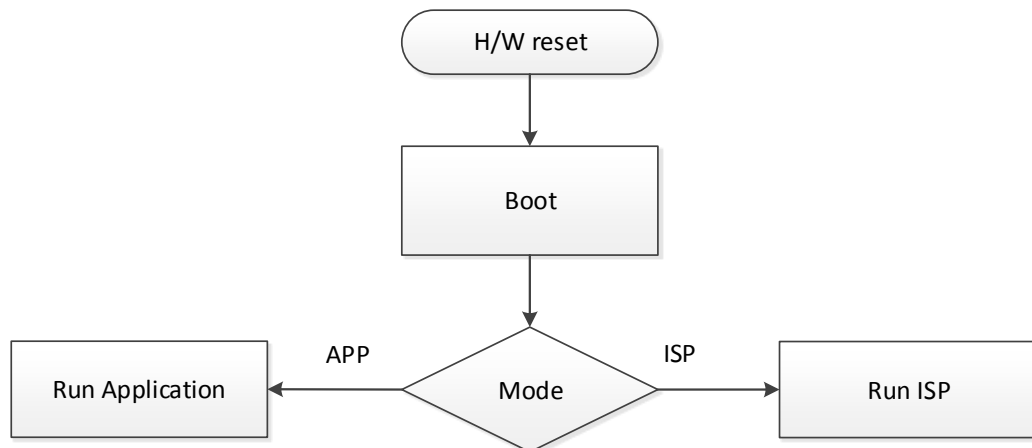 H/W reset
Boot
APP
ISP
Run Application
Mode
Run ISP